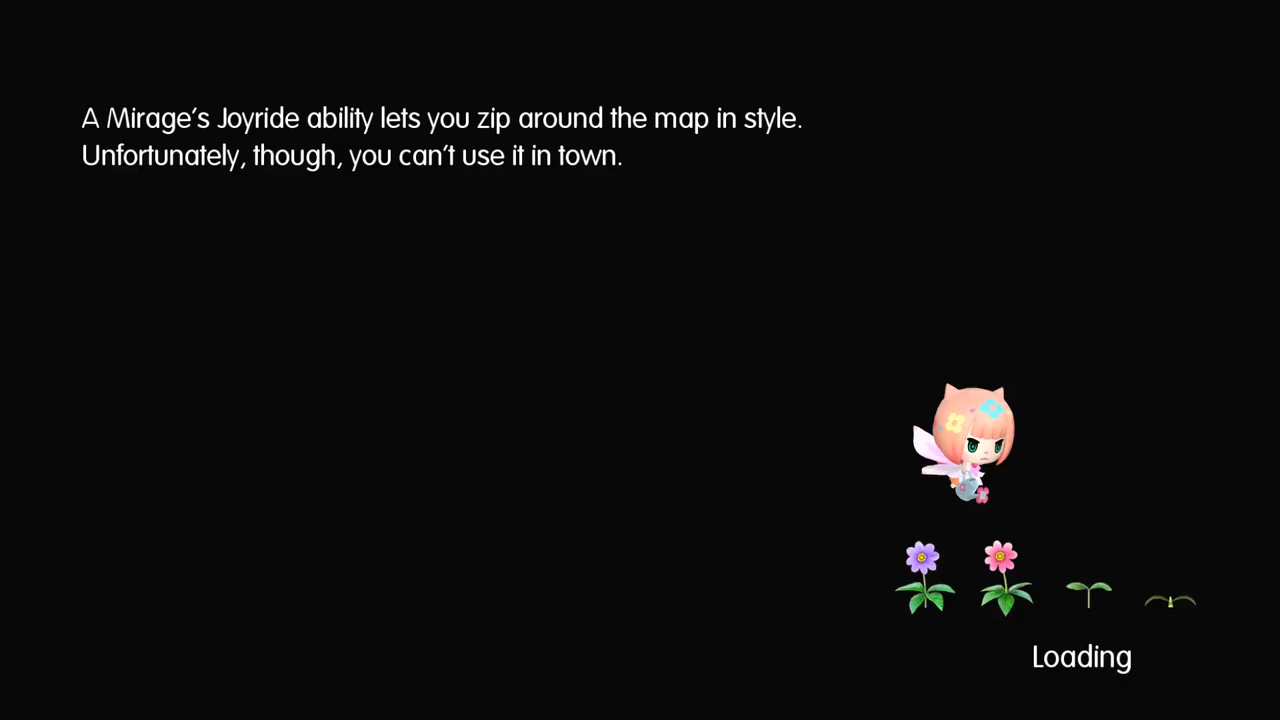 A Mirage's Joyride ability lets you zip around the map in style.
Unfortunately, though, you can't use it in town.
Loading